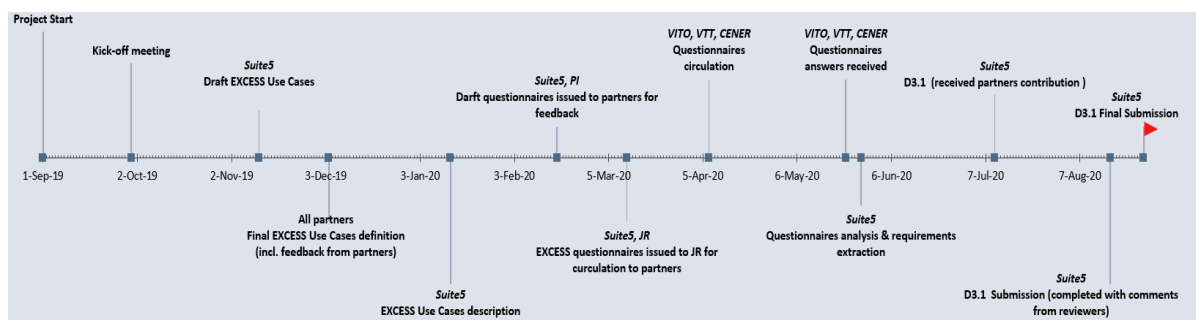 Project Start
Kick-off meeting
Suite5
Draft EXCESS Use Cases
Suite5, PI
Darft questionnaires issued to partners for
feedback
VITO, VTT, CENER
Questionnaires
circulation
VITO, VTT, CENER
Questionnaires
answers received
Suite5
D3.1 (received partners contribution )
Suite5
D3.1 Final Submission
1-Sep-19
2-Oct-19
2-Nov-19
3-Dec-19
3-Jan-20
3-Feb-20
5-Mar-20
5-Apr-20
6-May-20
6-Jun-20
7-Jul-20
7-Aug-20
All partners
Final EXCESS Use Cases definition
(incl. feedback from partners)
Suite5
EXCESS Use Cases description
Suite5, JR
EXCESS questionnaires issued to JR for
curculation to partners
Suite5
Questionnaires analysis & requirements
extraction
Suite5
D3.1 Submission (completed with comments
from reviewers)